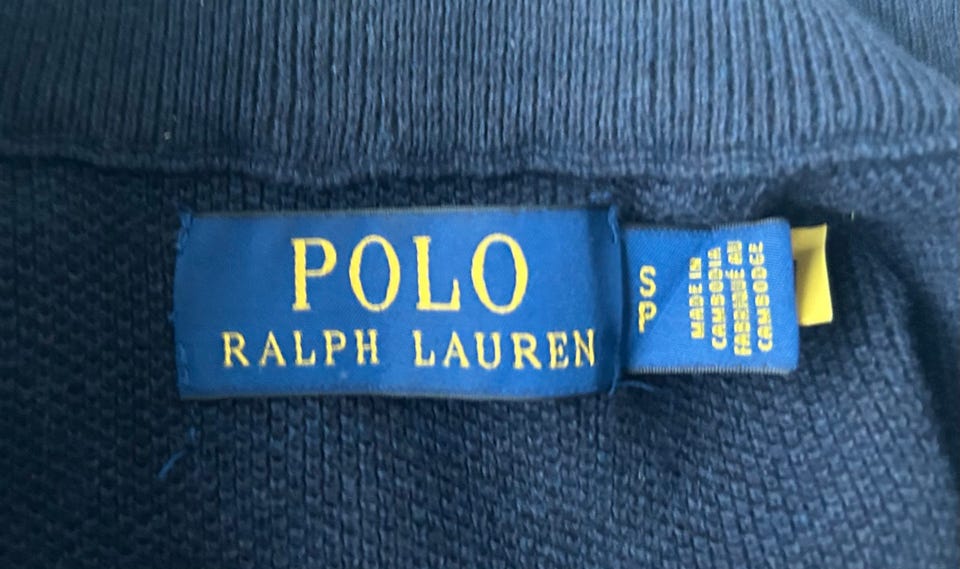 POLO
RALPH LAUREN
S
P
MADE IN
CAMBODIA
FABRIQUÉ AU
CAMBODGE